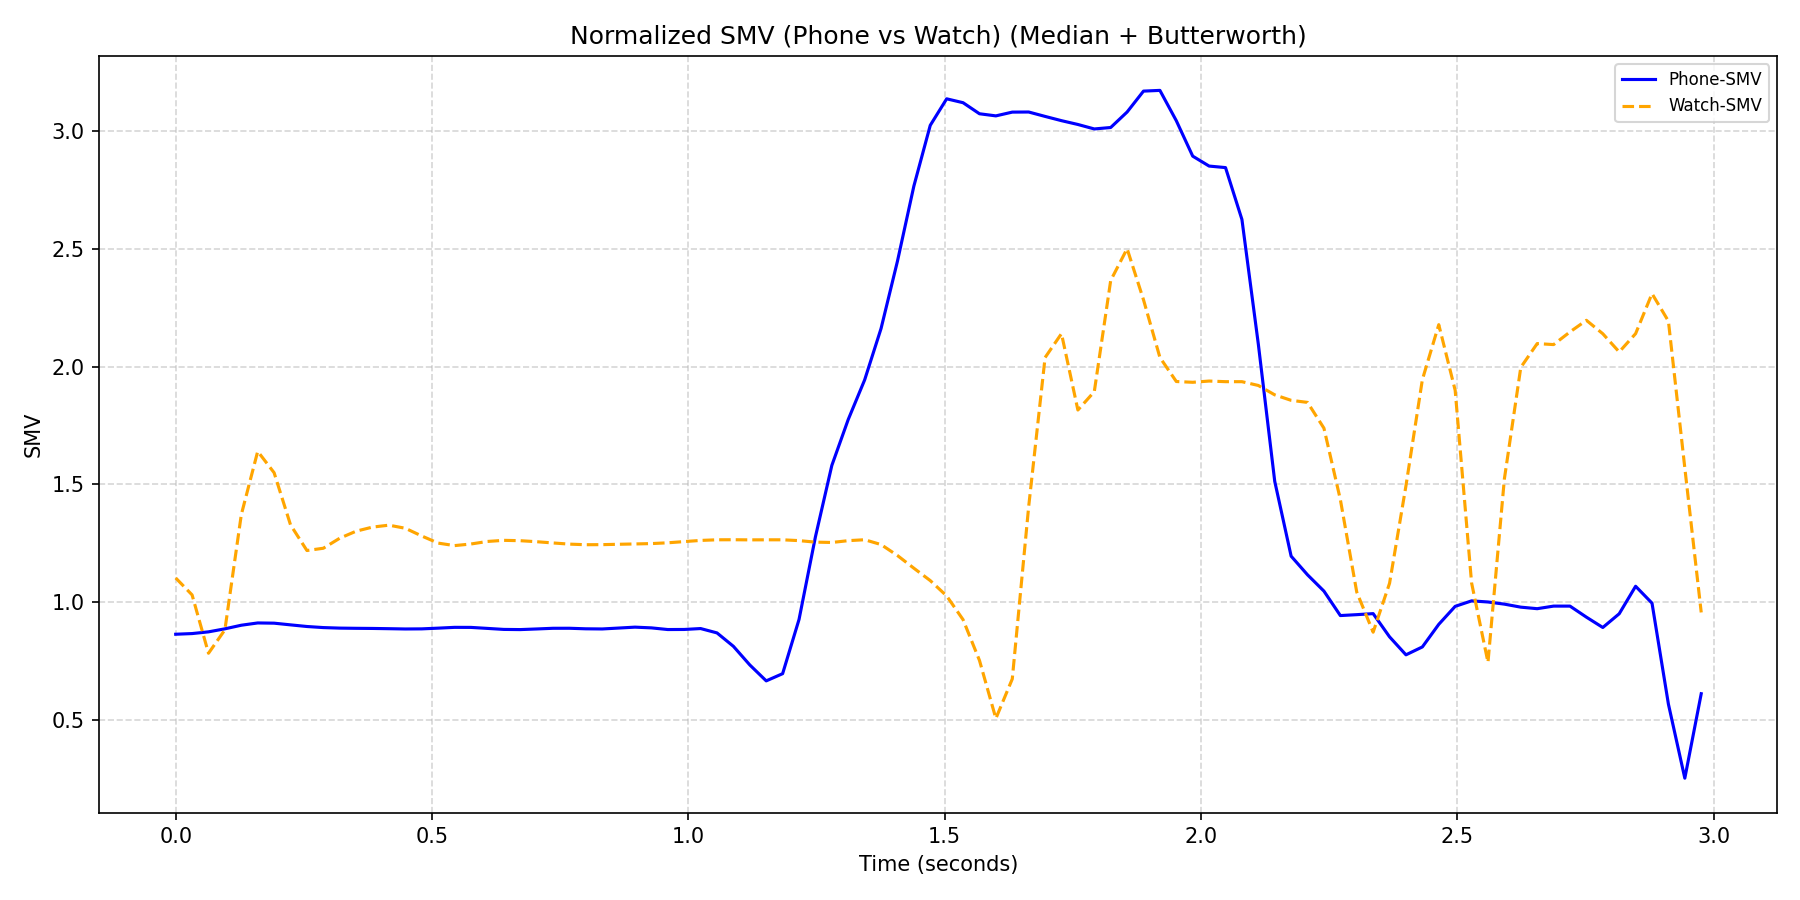 Normalized SMV (Phone vs Watch) (Median + Butterworth)
Phone-SMV
Watch-SMV
SMV
3.0
2.5
2.0
1.5
1.0
0.5
0.0 0.5 1.0 1.5 2.0 2.5 3.0
Time (seconds)